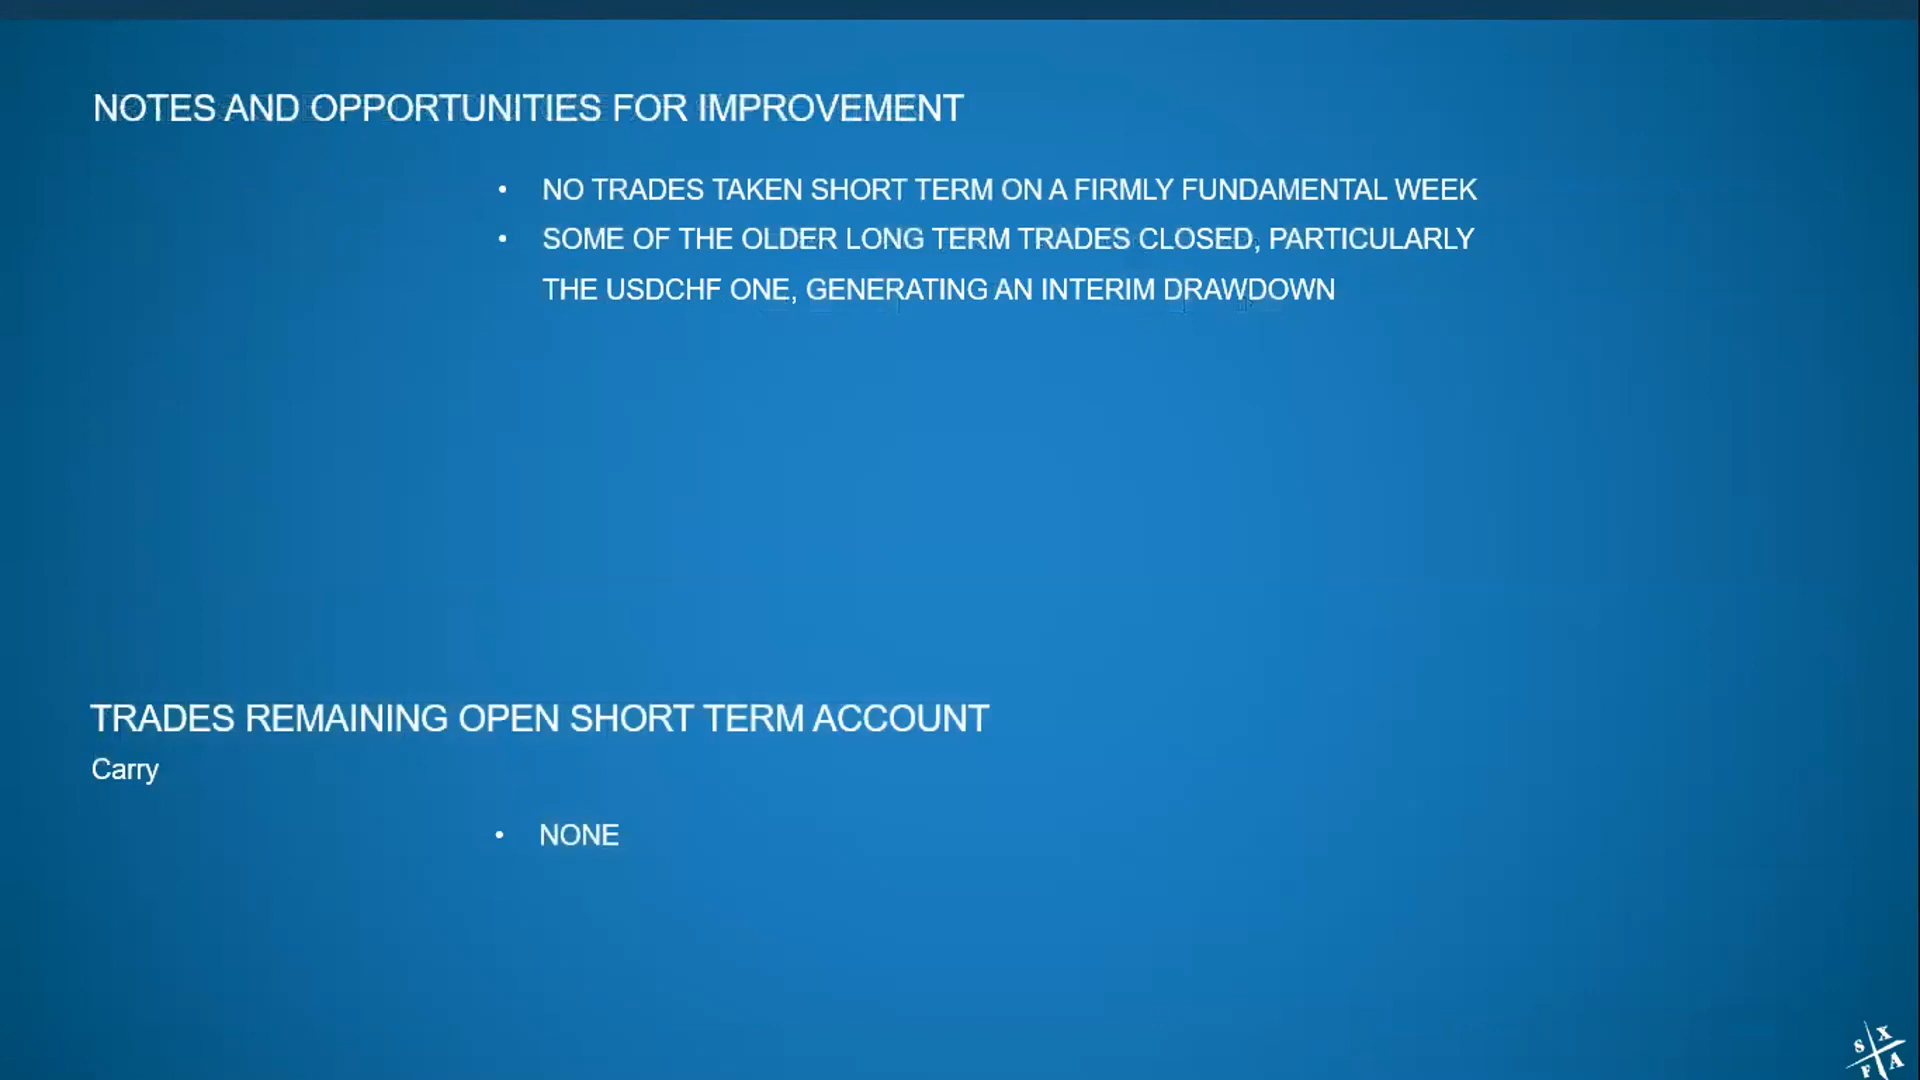 NOTES AND OPPORTUNITIES FOR IMPROVEMENT
• NO TRADES TAKEN SHORT TERM ON A FIRMLY FUNDAMENTAL WEEK
• SOME OF THE OLDER LONG TERM TRADES CLOSED, PARTICULARLY
THE USDCHF ONE, GENERATING AN INTERIM DRAWDOWN
TRADES REMAINING OPEN SHORT TERM ACCOUNT
Carry
• NONE
S X
F A